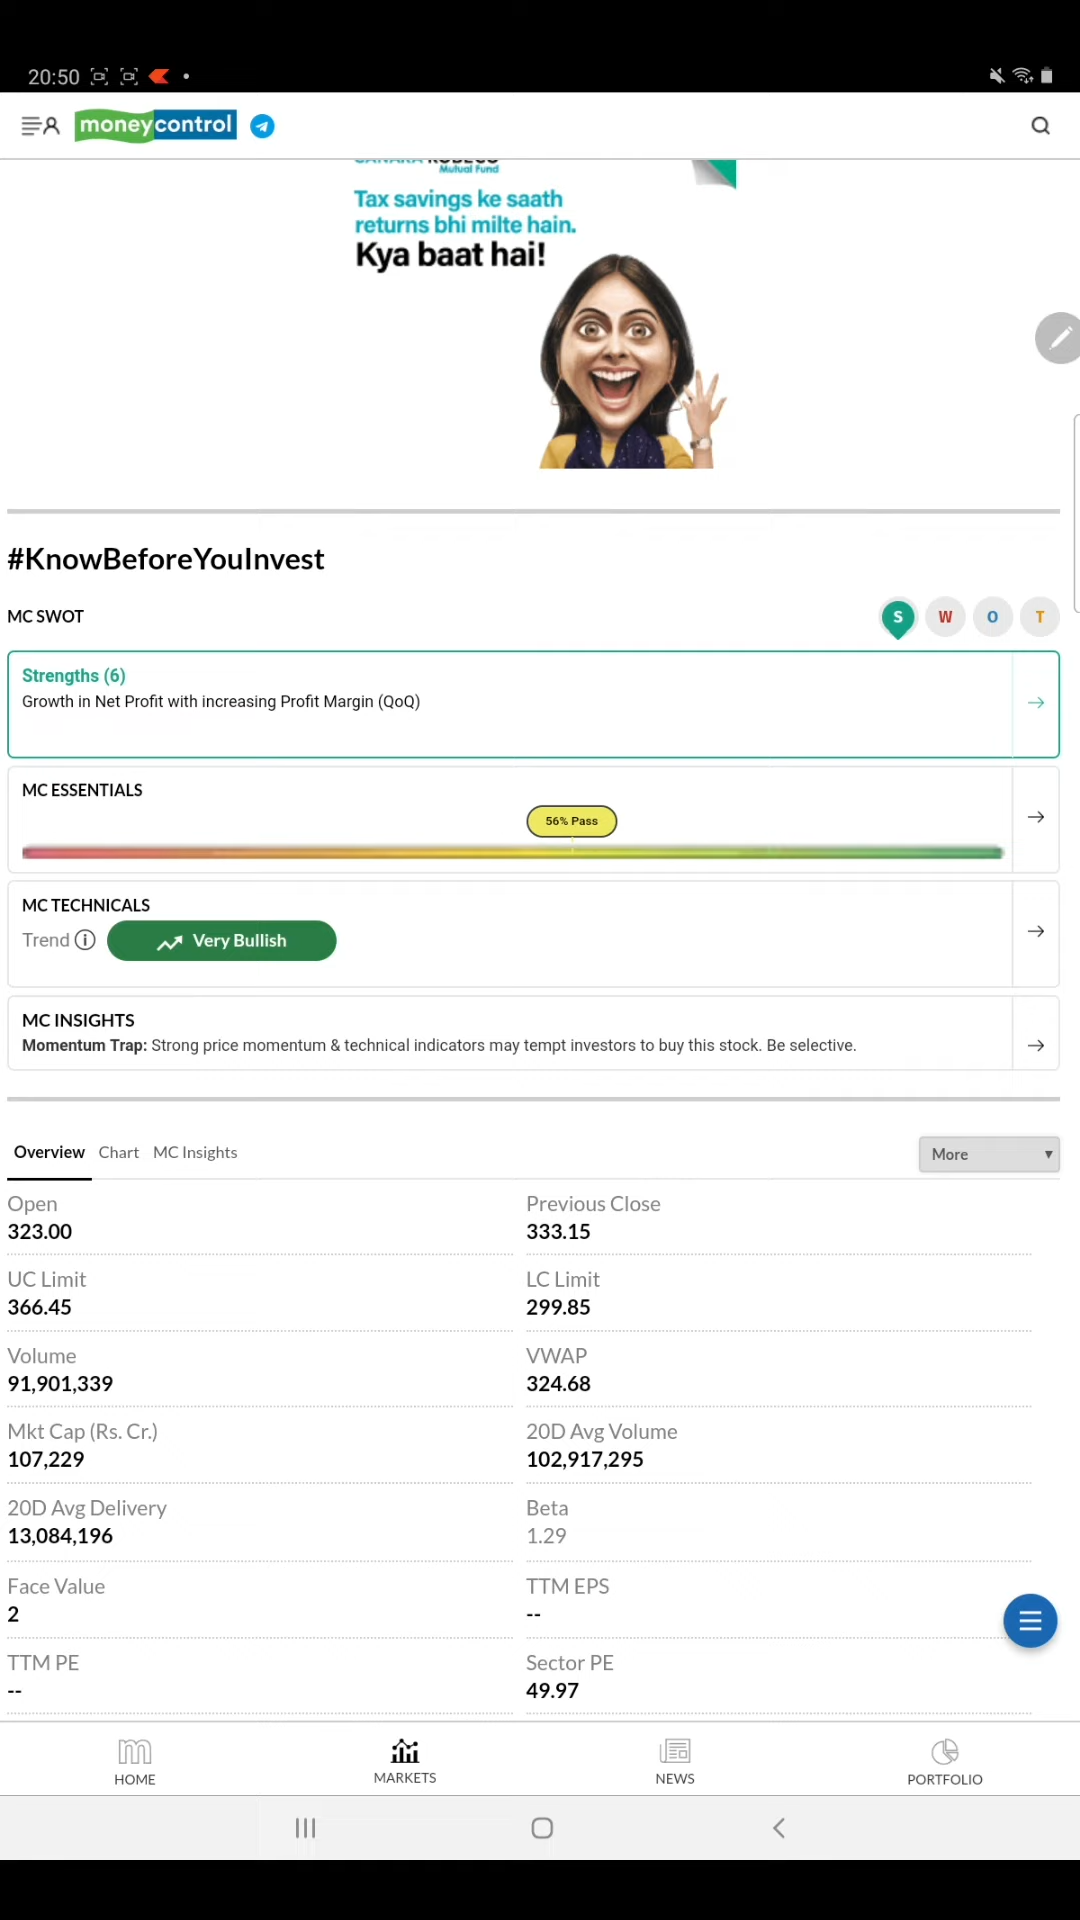 20:50
moneycontrol
CANARA ROBECO
Mutual Fund
Tax savings ke saath
returns bhi milte hain.
Kya baat hai!
#KnowBeforeYouInvest
MC SWOT
S W O T
Strengths (6)
Growth in Net Profit with increasing Profit Margin (QoQ)
MC ESSENTIALS
56% Pass
MC TECHNICALS
Trend Very Bullish
MC INSIGHTS
Momentum Trap: Strong price momentum & technical indicators may tempt investors to buy this stock. Be selective.
Overview Chart MC Insights More
Open Previous Close
323.00 333.15
UC Limit LC Limit
366.45 299.85
Volume VWAP
91,901,339 324.68
Mkt Cap (Rs. Cr.) 20D Avg Volume
107,229 102,917,295
20D Avg Delivery Beta
13,084,196 1.29
Face Value TTM EPS
2 --
TTM PE Sector PE
-- 49.97
HOME MARKETS NEWS PORTFOLIO